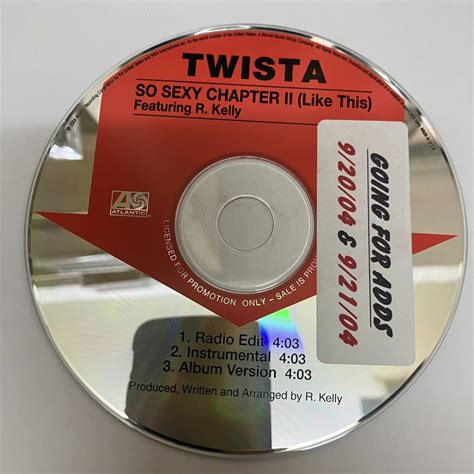 TWISTA
SO SEXY CHAPTER II (Like This)
Featuring R. Kelly
ATLANTIC
LICENSED FOR PROMOTION ONLY – SALE IS
1. Radio Edit 4:03
2. Instrumental 4:03
3. Album Version 4:03
Produced, Written and Arranged by R. Kelly
GOING FOR ADDS
9/20/04 & 9/21/04